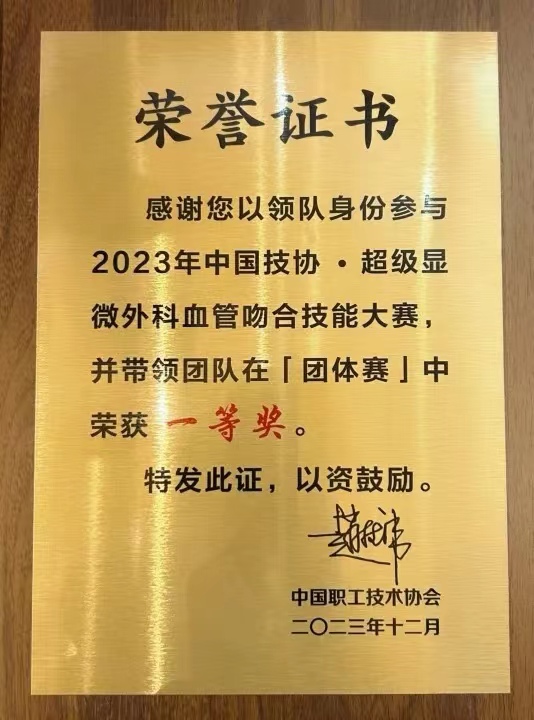 荣誉证书
感谢您以领队身份参与
2023年中国技协·超级显
微外科血管吻合技能大赛，
并带领团队在「团体赛」中
荣获 一等奖。
特发此证，以资鼓励。
中国职工技术协会
二〇二三年十二月